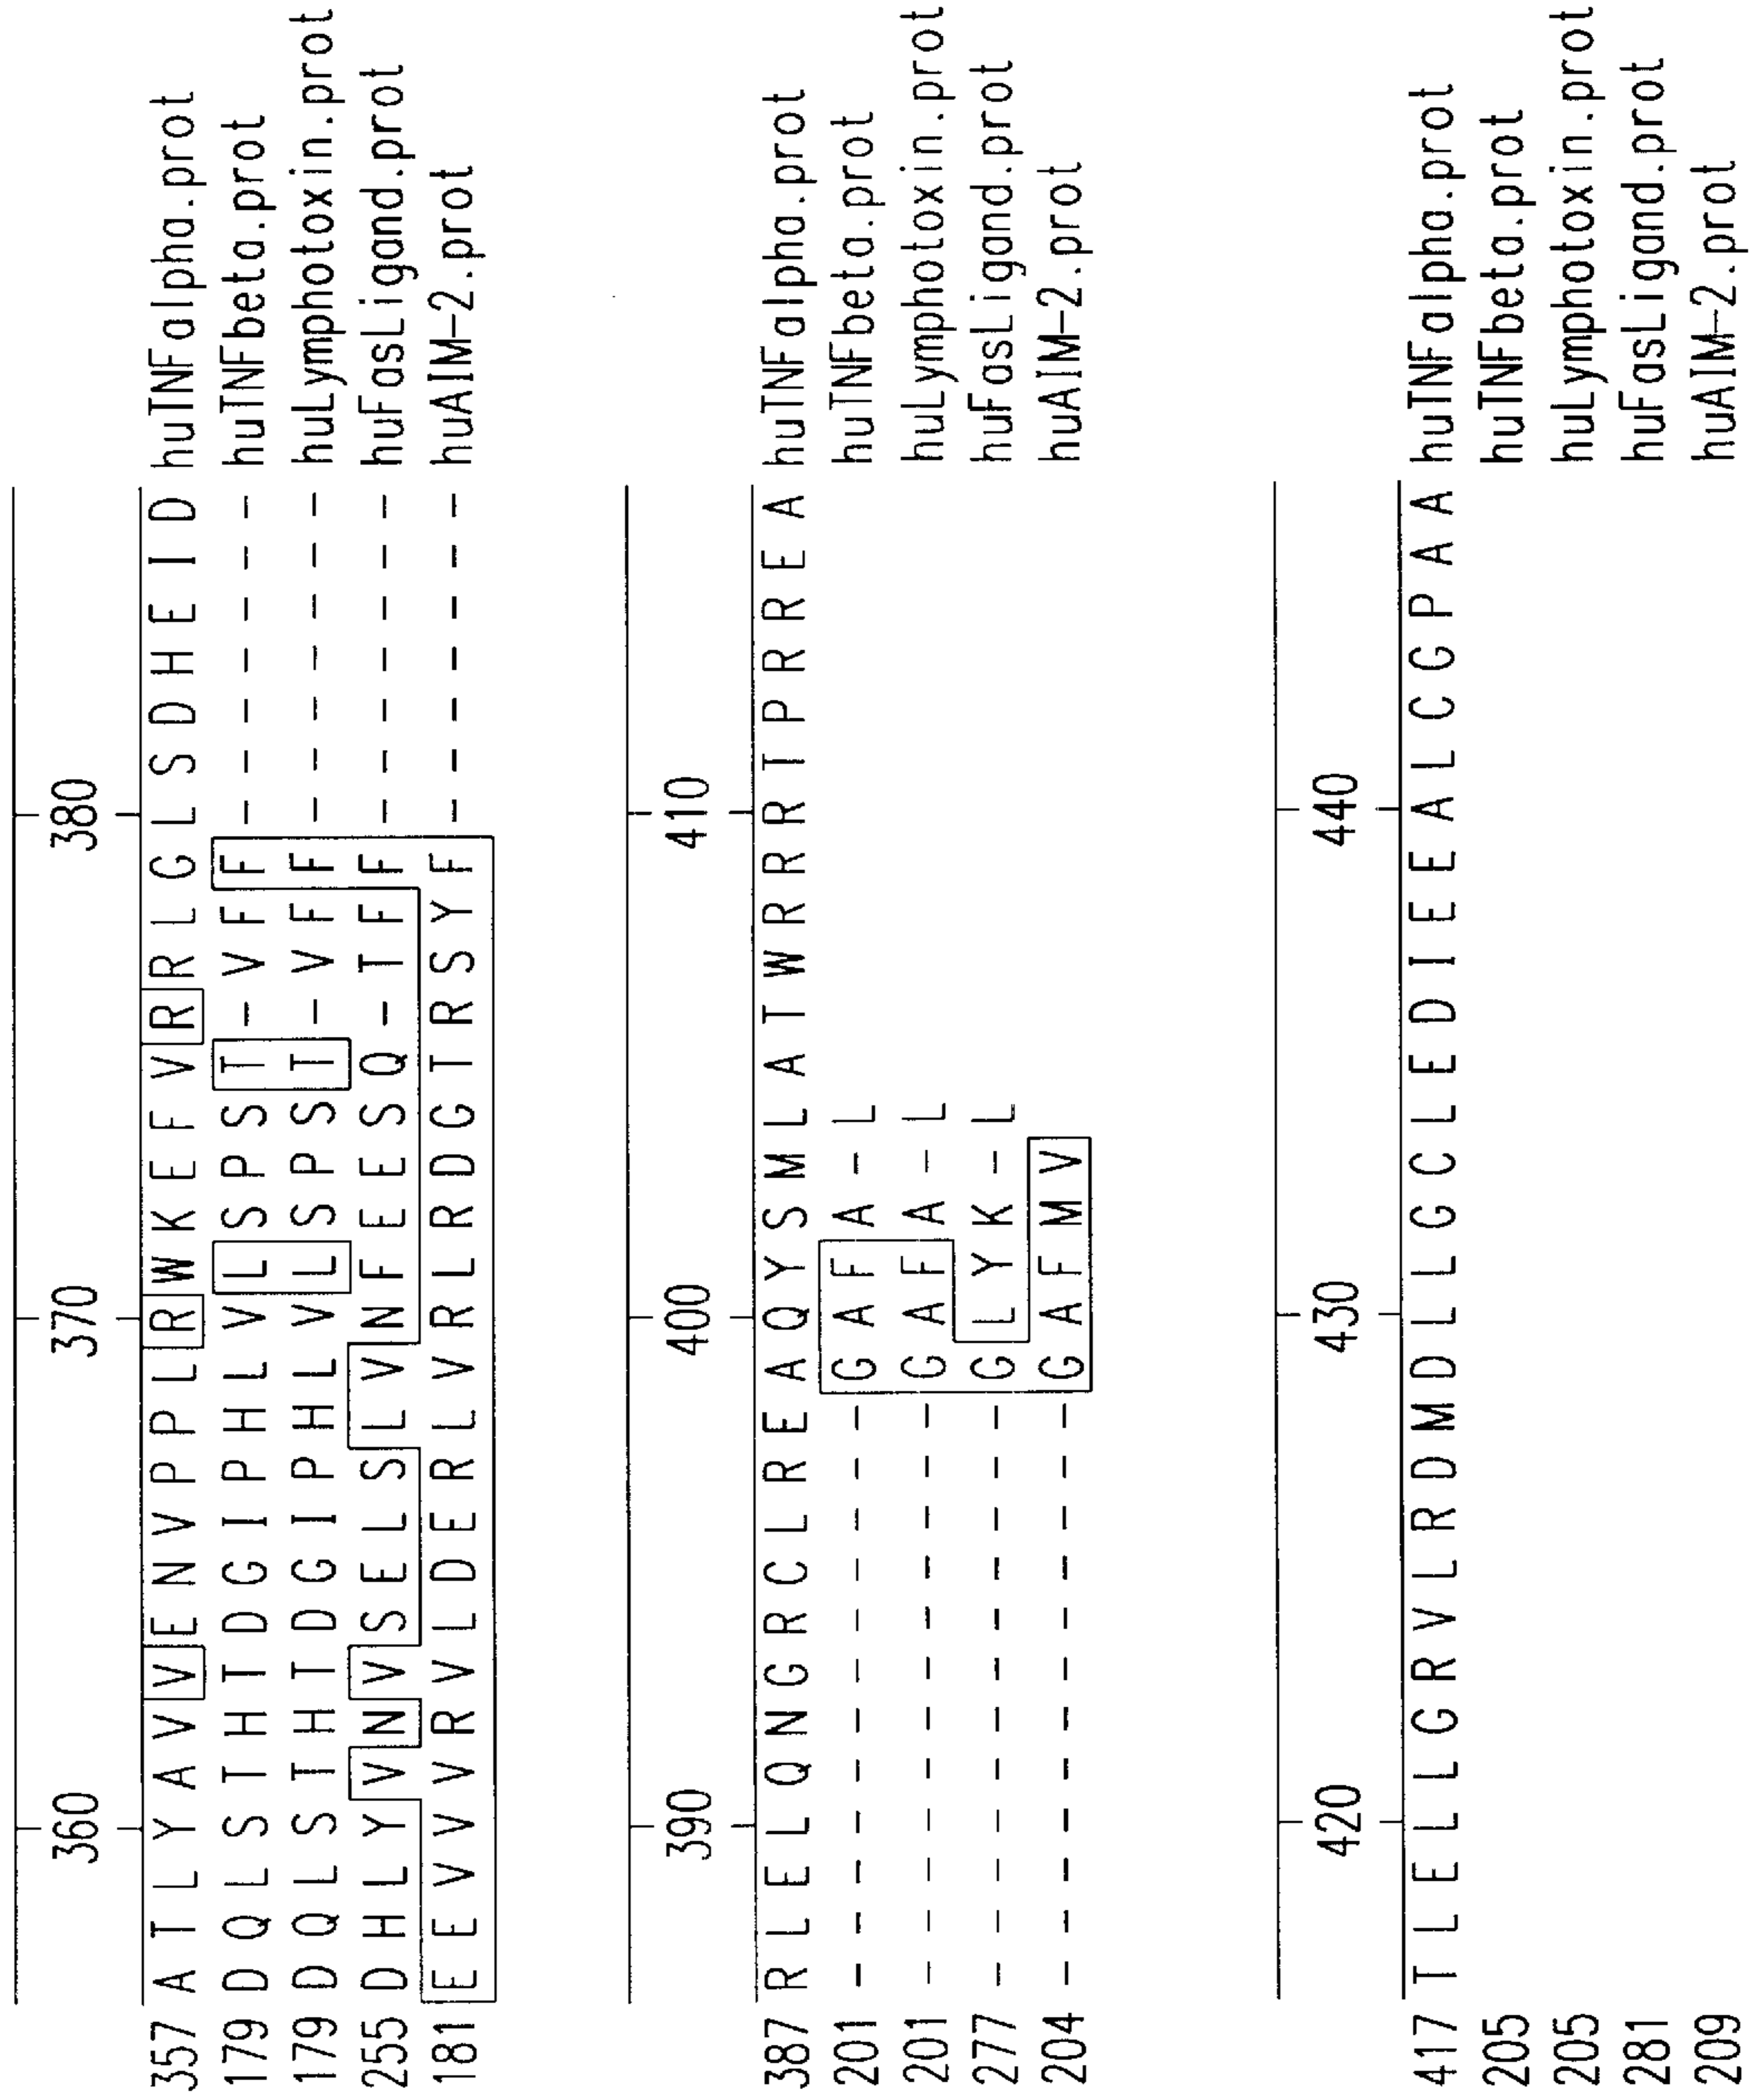 360 370 380
357 A T L Y A V V E N V P P L R W K E F V R R L G L S D H E I D huTNFalpha.prot
179 D Q L S T H T D G I P H L V L S P S T - V F F - - - - - - - huTNFbeta.prot
179 D Q L S T H T D G I P H L V L S P S T - V F F - - - - - - - huLymphotoxin.prot
255 D H L Y V N V S E L S L V N F E E S Q - T F F - - - - - - - huFasLigand.prot
181 E E V V V R V L D E R L V R L R D G T R S Y F - - - - - - - huAIM-2.prot
390 400 410
387 R L E L Q N G R C L R E A Q Y S M L A T W R R R T P R R E A huTNFalpha.prot
201 - - - - - - - - - - - - G A F A - L huTNFbeta.prot
201 - - - - - - - - - - - - G A F A - L huLymphotoxin.prot
277 - - - - - - - - - - - - G L Y K - L huFasLigand.prot
204 - - - - - - - - - - - - G A F M V huAIM-2.prot
420 430 440
417 T L E L L G R V L R D M D L L G C L E D I E E A L C G P A A huTNFalpha.prot
205 huTNFbeta.prot
205 huLymphotoxin.prot
281 huFasLigand.prot
209 huAIM-2.prot